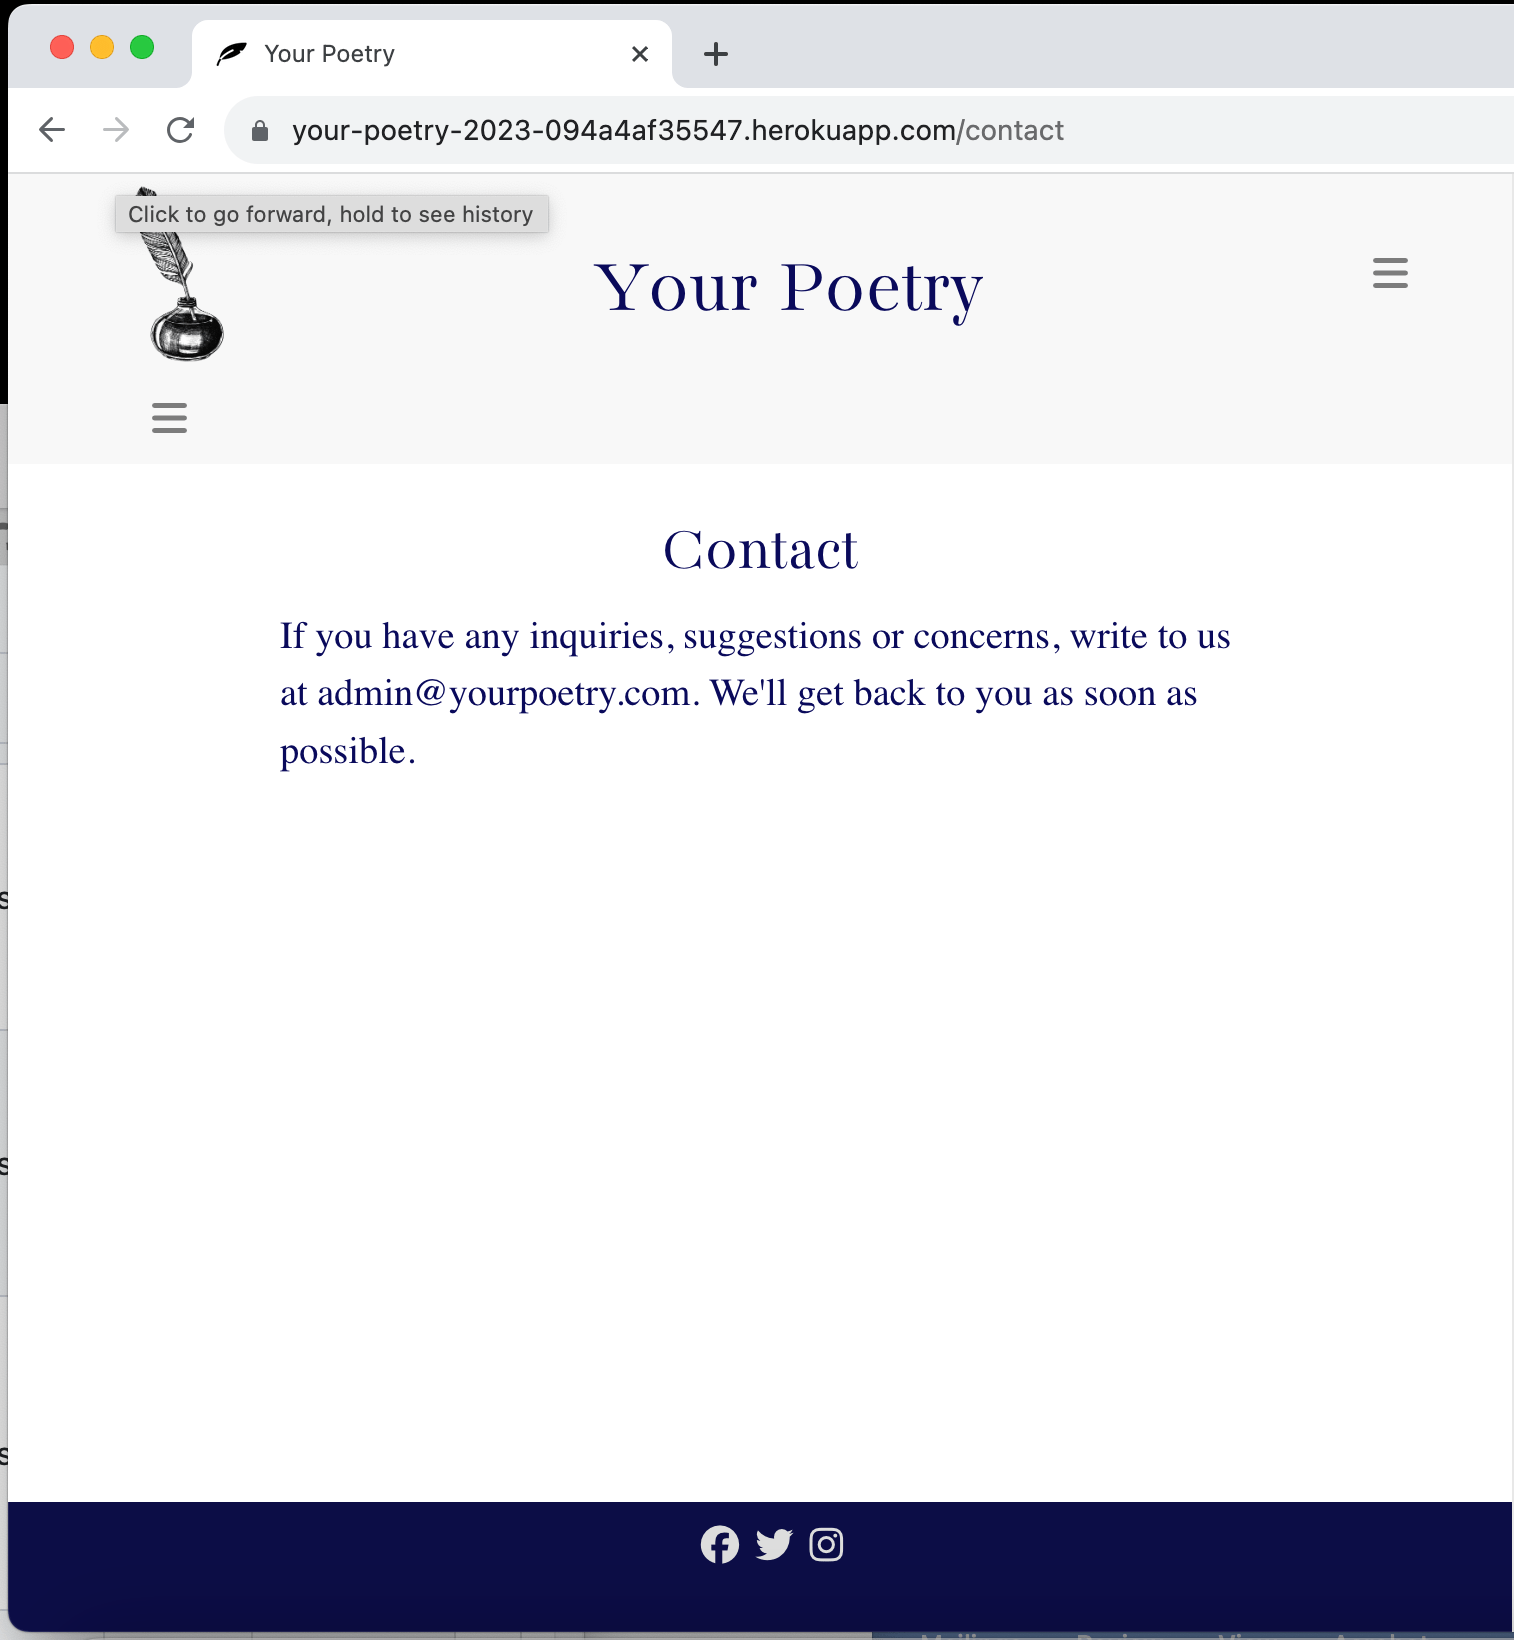 Your Poetry
your-poetry-2023-094a4af35547.herokuapp.com/contact
Click to go forward, hold to see history
Your Poetry
Contact
If you have any inquiries, suggestions or concerns, write to us
at admin@yourpoetry.com. We'll get back to you as soon as
possible.